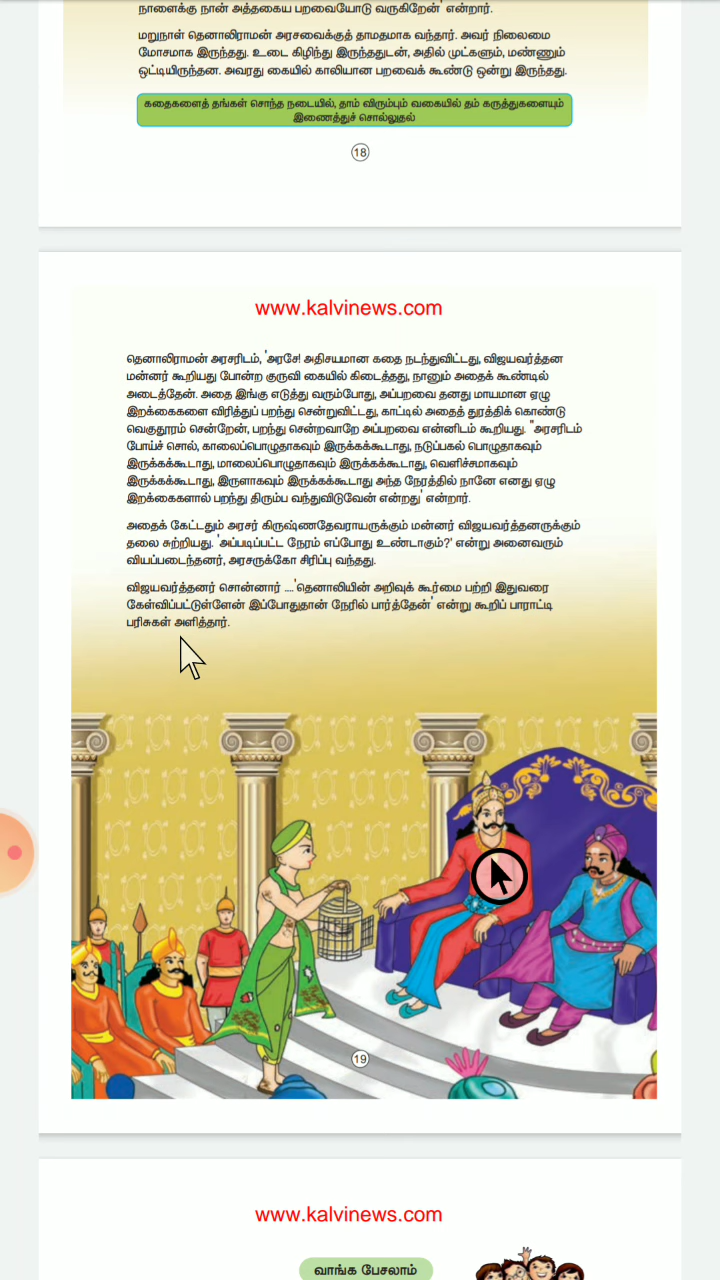 நாளைக்கு நான் அத்தகைய பறவையோடு வருகிறேன்' என்றார்.
மறுநாள் தெனாலிராமன் அரசவைக்குத் தாமதமாக வந்தார். அவர் நிலைமை
மோசமாக இருந்தது. உடை கிழிந்து இருந்ததுடன், அதில் முட்களும், மண்ணும்
ஒட்டியிருந்தன. அவரது கையில் காலியான பறவைக் கூண்டு ஒன்று இருந்தது.
கதைகளைத் தங்கள் சொந்த நடையில், தாம் விரும்பும் வகையில் தம் கருத்துகளையும்
இணைத்துச் சொல்லுதல்
18
www.kalvinews.com
தெனாலிராமன் அரசரிடம், 'அரசே! அதிசயமான கதை நடந்துவிட்டது, விஜயவர்த்தன
மன்னர் கூறியது போன்ற குருவி கையில் கிடைத்தது, நானும் அதைக் கூண்டில்
அடைத்தேன். அதை இங்கு எடுத்து வரும்போது, அப்பறவை தனது மாயமான ஏழு
இறக்கைகளை விரித்துப் பறந்து சென்றுவிட்டது, காட்டில் அதைத் துரத்திக் கொண்டு
வெகுதூரம் சென்றேன், பறந்து சென்றவாறே அப்பறவை என்னிடம் கூறியது. "அரசரிடம்
போய்ச் சொல், காலைப்பொழுதாகவும் இருக்கக்கூடாது, நடுப்பகல் பொழுதாகவும்
இருக்கக்கூடாது, மாலைப்பொழுதாகவும் இருக்கக்கூடாது, வெளிச்சமாகவும்
இருக்கக்கூடாது, இருளாகவும் இருக்கக்கூடாது அந்த நேரத்தில் நானே எனது ஏழு
இறக்கைகளால் பறந்து திரும்ப வந்துவிடுவேன் என்றது' என்றார்.
அதைக் கேட்டதும் அரசர் கிருஷ்ணதேவராயருக்கும் மன்னர் விஜயவர்த்தனருக்கும்
தலை சுற்றியது. 'அப்படிப்பட்ட நேரம் எப்போது உண்டாகும்?' என்று அனைவரும்
வியப்படைந்தனர், அரசருக்கோ சிரிப்பு வந்தது.
விஜயவர்த்தனர் சொன்னார் ....'தெனாலியின் அறிவுக் கூர்மை பற்றி இதுவரை
கேள்விப்பட்டுள்ளேன் இப்போதுதான் நேரில் பார்த்தேன்' என்று கூறிப் பாராட்டி
பரிசுகள் அளித்தார்.
19
www.kalvinews.com
வாங்க பேசலாம்